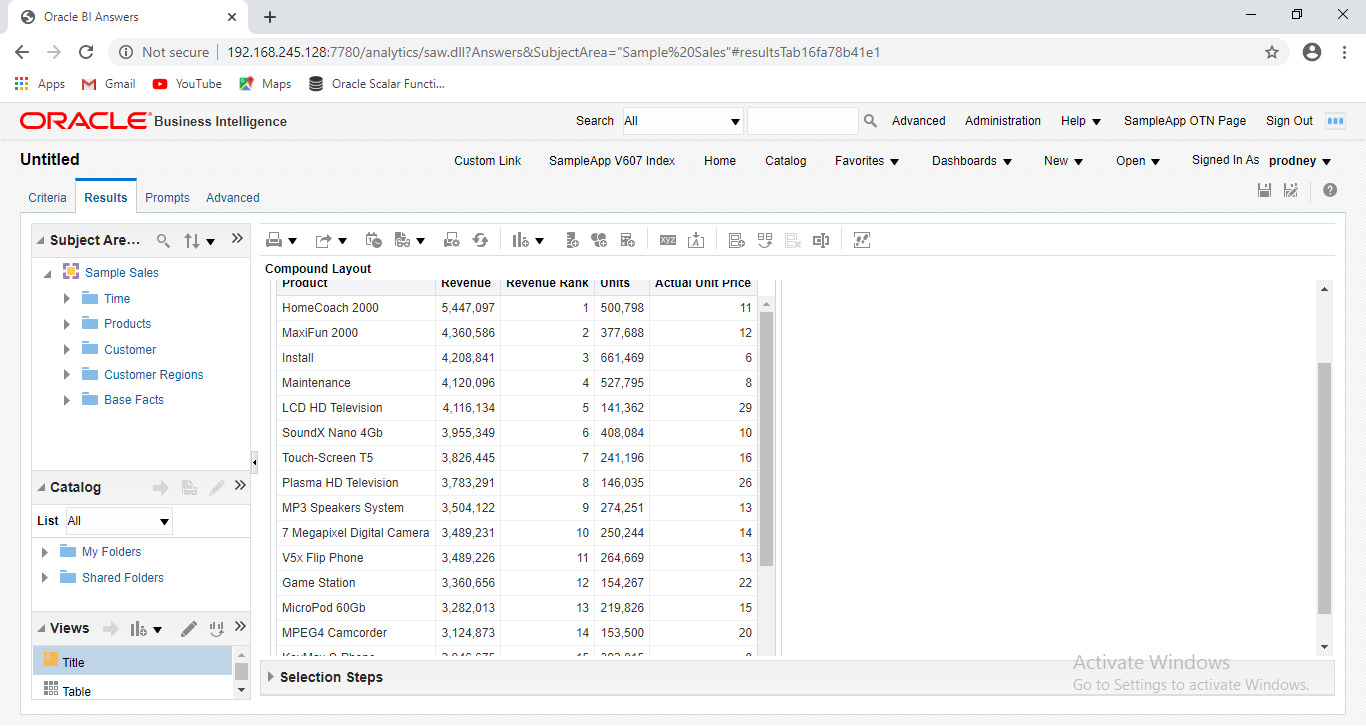 Oracle BI Answers
Not secure 192.168.245.128:7780/analytics/saw.dll?Answers&SubjectArea="Sample%20Sales"#resultsTab16fa78b41e1
Apps Gmail YouTube Maps Oracle Scalar Functi...
ORACLE Business Intelligence
Search All Advanced Administration Help SampleApp OTN Page Sign Out
Untitled
Custom Link SampleApp V607 Index Home Catalog Favorites Dashboards New Open Signed In As prodney
Criteria Results Prompts Advanced
Subject Are...
Sample Sales
Time
Products
Customer
Customer Regions
Base Facts
Catalog
List All
My Folders
Shared Folders
Views
Title
Table
xyz
Compound Layout
Product Revenue Revenue Rank Units Actual Unit Price
HomeCoach 2000 5,447,097 1 500,798 11
MaxiFun 2000 4,360,586 2 377,688 12
Install 4,208,841 3 661,469 6
Maintenance 4,120,096 4 527,795 8
LCD HD Television 4,116,134 5 141,362 29
SoundX Nano 4Gb 3,955,349 6 408,084 10
Touch-Screen T5 3,826,445 7 241,196 16
Plasma HD Television 3,783,291 8 146,035 26
MP3 Speakers System 3,504,122 9 274,251 13
7 Megapixel Digital Camera 3,489,231 10 250,244 14
V5x Flip Phone 3,489,226 11 264,669 13
Game Station 3,360,656 12 154,267 22
MicroPod 60Gb 3,282,013 13 219,826 15
MPEG4 Camcorder 3,124,873 14 153,500 20
Selection Steps
Activate Windows
Go to Settings to activate Windows.